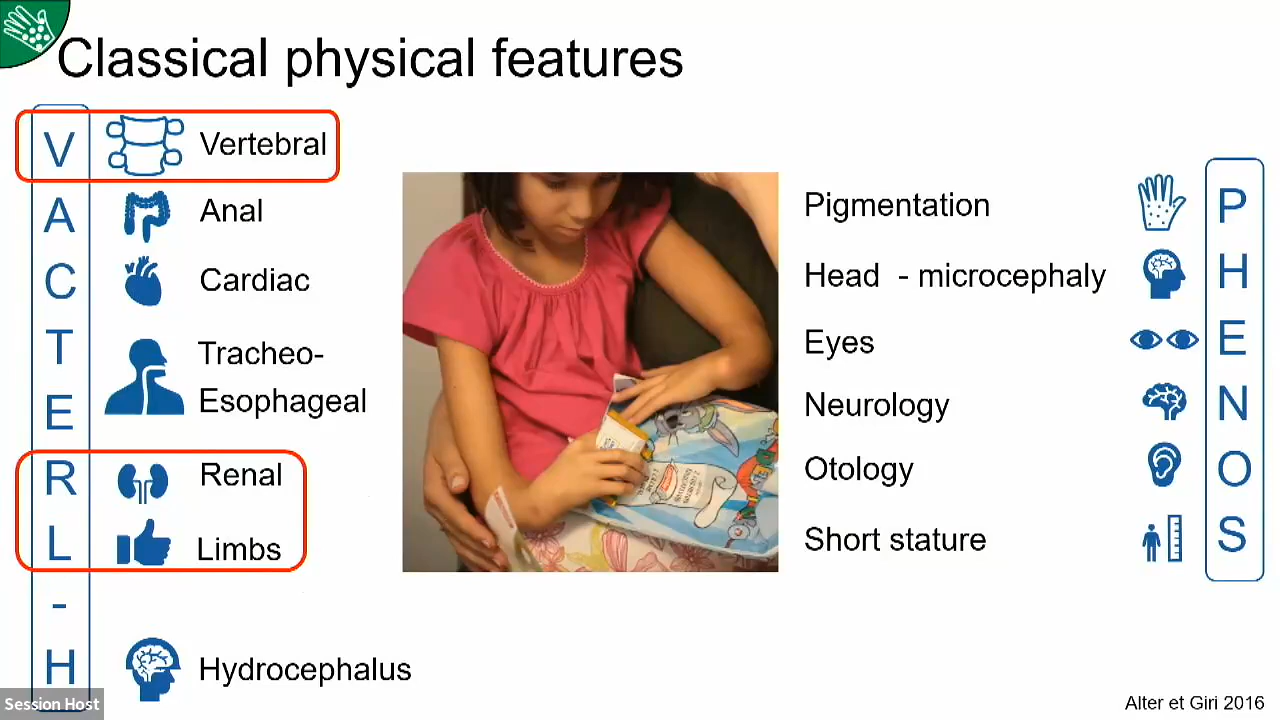 Classical physical features
V
Vertebral
A
Anal
C
Cardiac
T
Tracheo-
E
Esophageal
R
Renal
L
Limbs
-
H
Hydrocephalus
Pigmentation
P
Head - microcephaly
H
Eyes
E
Neurology
N
Otology
O
Short stature
S
Session Host
Alter et Giri 2016